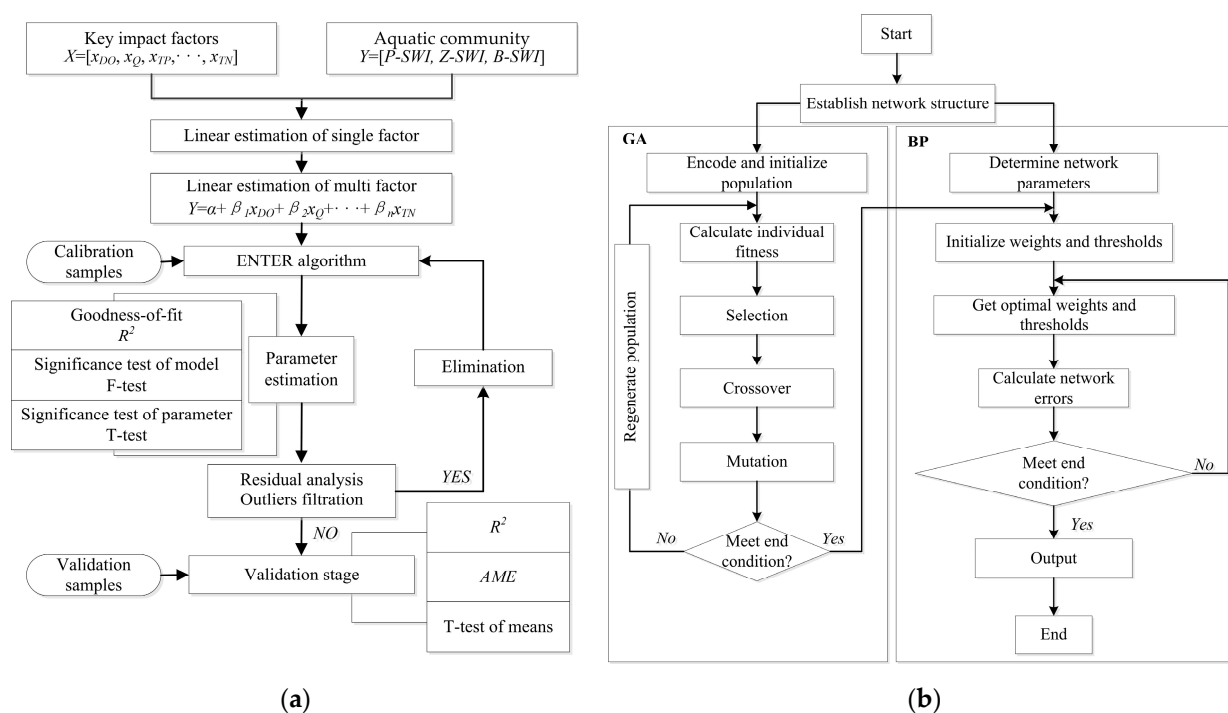 Key impact factors
X=[x_DO, x_Q, x_TP,···, x_TN]
Aquatic community
Y=[P-SWI, Z-SWI, B-SWI]
Linear estimation of single factor
Linear estimation of multi factor
Y=α+β_1x_DO+β_2x_Q+···+β_nx_TN
Calibration
samples
ENTER algorithm
Goodness-of-fit
R^2
Significance test of model
F-test
Significance test of parameter
T-test
Parameter
estimation
Elimination
Residual analysis
Outliers filtration
YES
NO
Validation
samples
Validation stage
R^2
AME
T-test of means
(a)
Start
Establish network structure
GA
Encode and initialize
population
Calculate individual
fitness
Selection
Crossover
Mutation
Meet end
condition?
No
Yes
Regenerate population
BP
Determine network
parameters
Initialize weights and thresholds
Get optimal weights and
thresholds
Calculate network
errors
Meet end
condition?
No
Yes
Output
End
(b)